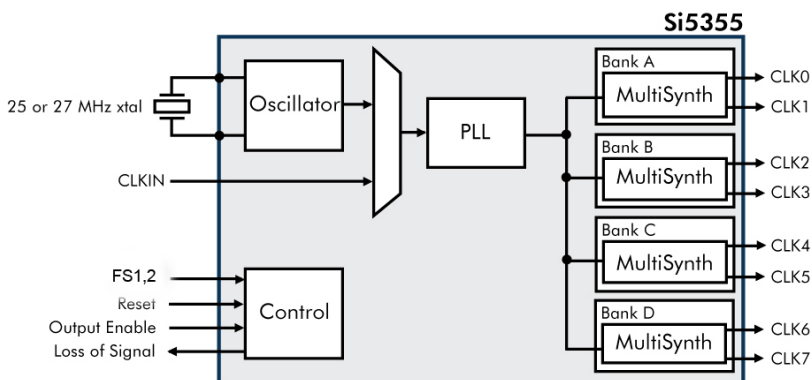 Si5355
25 or 27 MHz xtal
Oscillator
PLL
CLKIN
Bank A
MultiSynth
CLK0
CLK1
Bank B
MultiSynth
CLK2
CLK3
Bank C
MultiSynth
CLK4
CLK5
Bank D
MultiSynth
CLK6
CLK7
FS1,2
Reset
Output Enable
Loss of Signal
Control